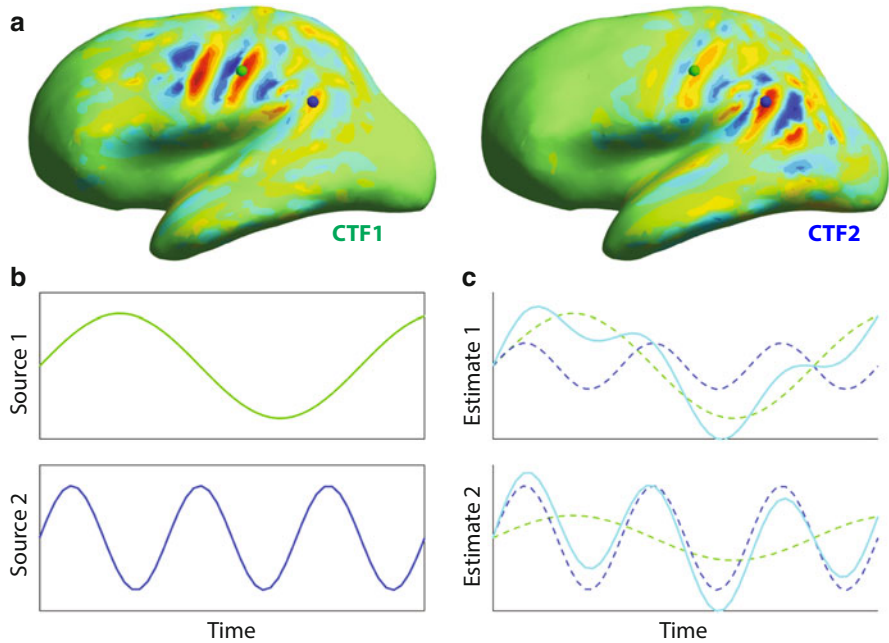 a
CTF1
CTF2
b
Source 1
Source 2
Time
c
Estimate 1
Estimate 2
Time